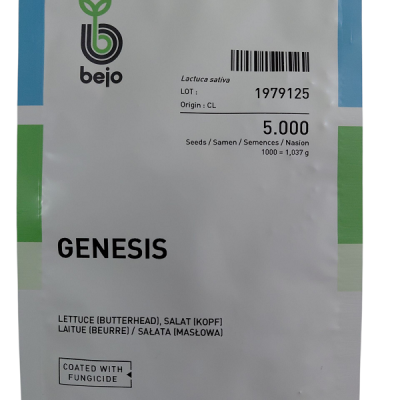 bejo
Lactuca sativa
LOT : 1979125
Origin : CL
5.000
Seeds / Samen / Semences / Nasion
1000 = 1,037 g
GENESIS
LETTUCE (BUTTERHEAD), SALAT (KOPF)
LAITUE (BEURRE) / SAŁATA (MASŁOWA)
COATED WITH
FUNGICIDE